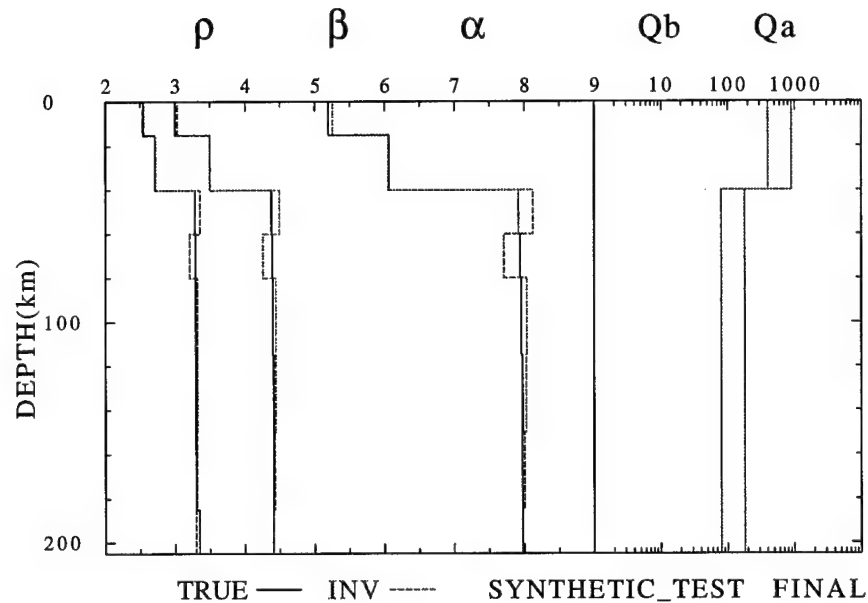 ρ β α Qb Qa
2 3 4 5 6 7 8 9 10 100 1000
0
100
200
DEPTH(km)
TRUE INV SYNTHETIC_TEST FINAL